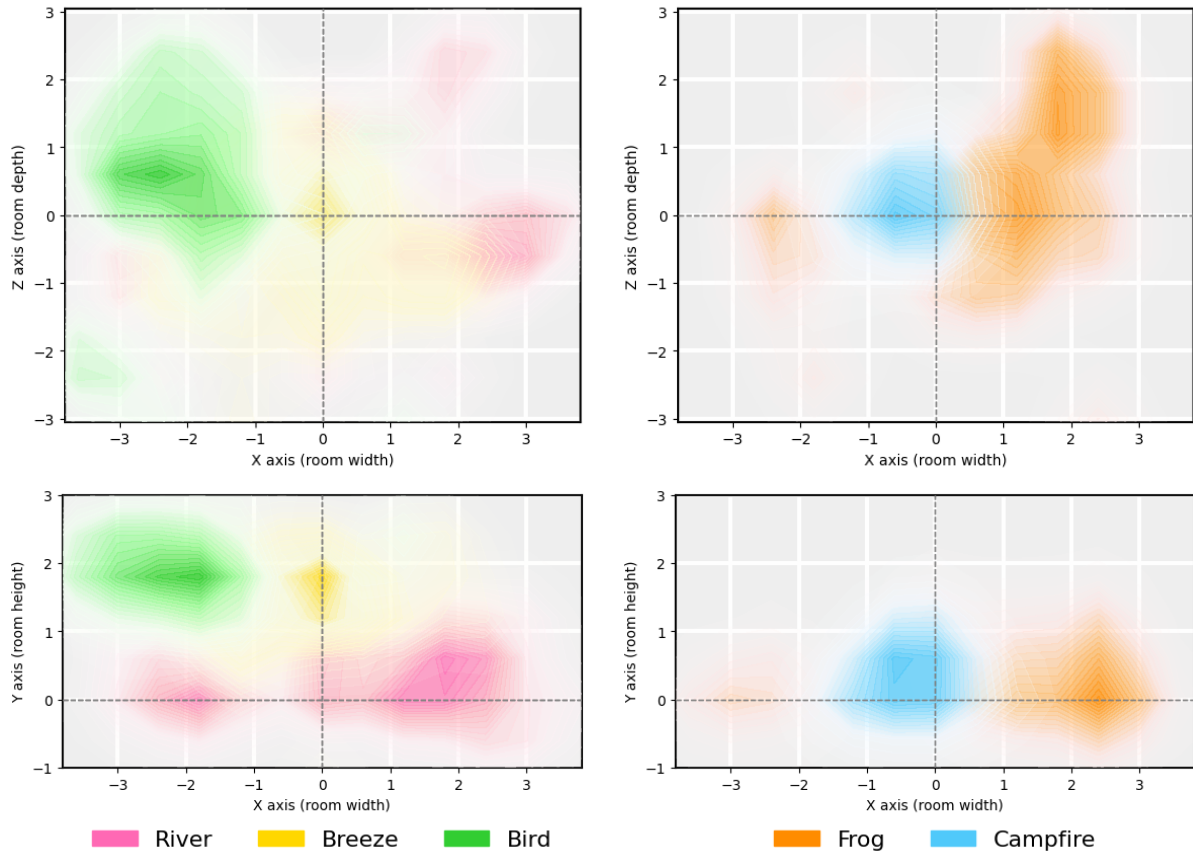 3
2
1
0
−1
−2
−3
Z axis (room depth)
−3 −2 −1 0 1 2 3
X axis (room width)
3
2
1
0
−1
−2
−3
Z axis (room depth)
−3 −2 −1 0 1 2 3
X axis (room width)
3
2
1
0
−1
Y axis (room height)
−3 −2 −1 0 1 2 3
X axis (room width)
3
2
1
0
−1
Y axis (room height)
−3 −2 −1 0 1 2 3
X axis (room width)
River Breeze Bird
Frog Campfire